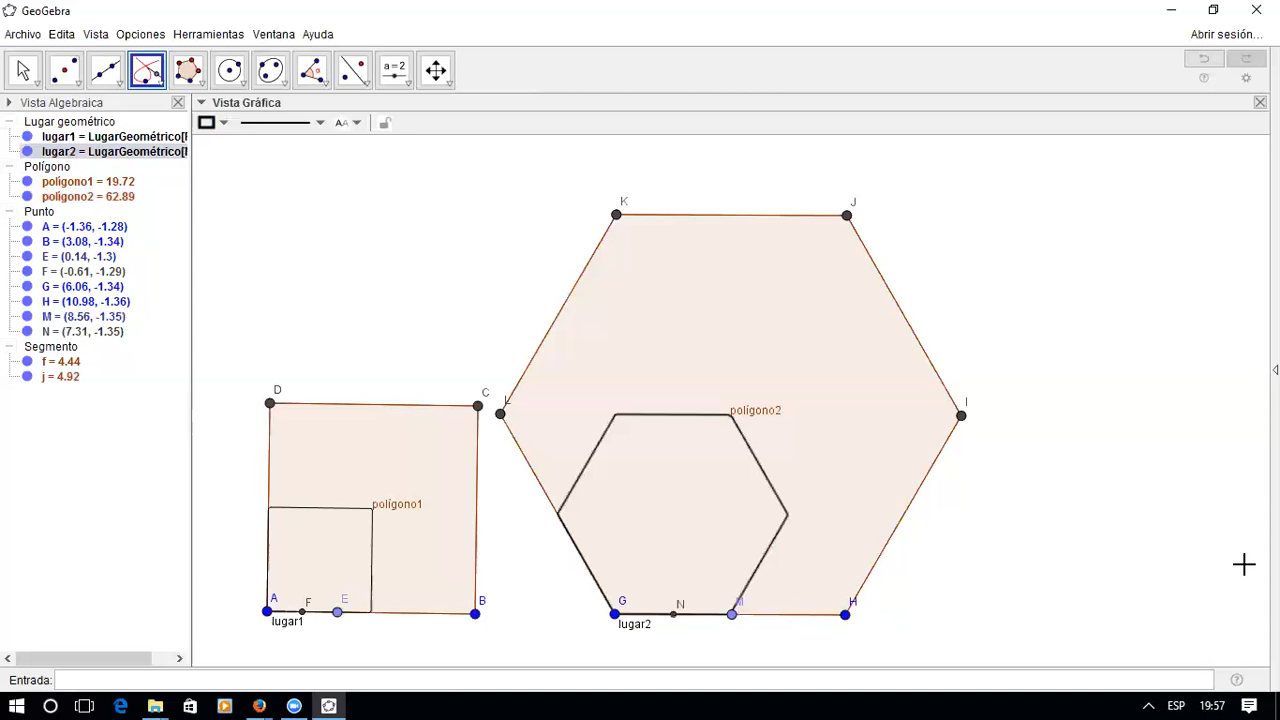 GeoGebra
Archivo Edita Vista Opciones Herramientas Ventana Ayuda
Abrir sesión...
a = 2
Vista Algebraica
Vista Gráfica
AA
Lugar geométrico
lugar1 = LugarGeométrico[
lugar2 = LugarGeométrico[
Polígono
polígono1 = 19.72
polígono2 = 62.89
Punto
A = (-1.36, -1.28)
B = (3.08, -1.34)
E = (0.14, -1.3)
F = (-0.61, -1.29)
G = (6.06, -1.34)
H = (10.98, -1.36)
M = (8.56, -1.35)
N = (7.31, -1.35)
Segmento
f = 4.44
j = 4.92
K
J
D
C
L
I
polígono2
polígono1
A
F
E
B
G
N
M
H
lugar1
lugar2
Entrada:
ESP 19:57